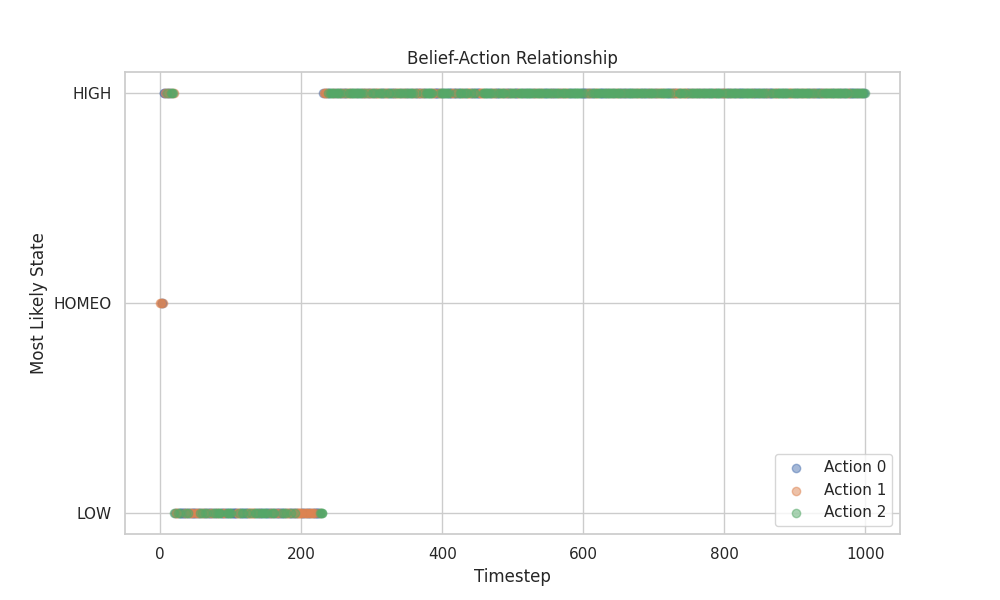 Belief-Action Relationship
Most Likely State
HIGH
HOMEO
LOW
Action 0
Action 1
Action 2
0
200
400
600
800
1000
Timestep